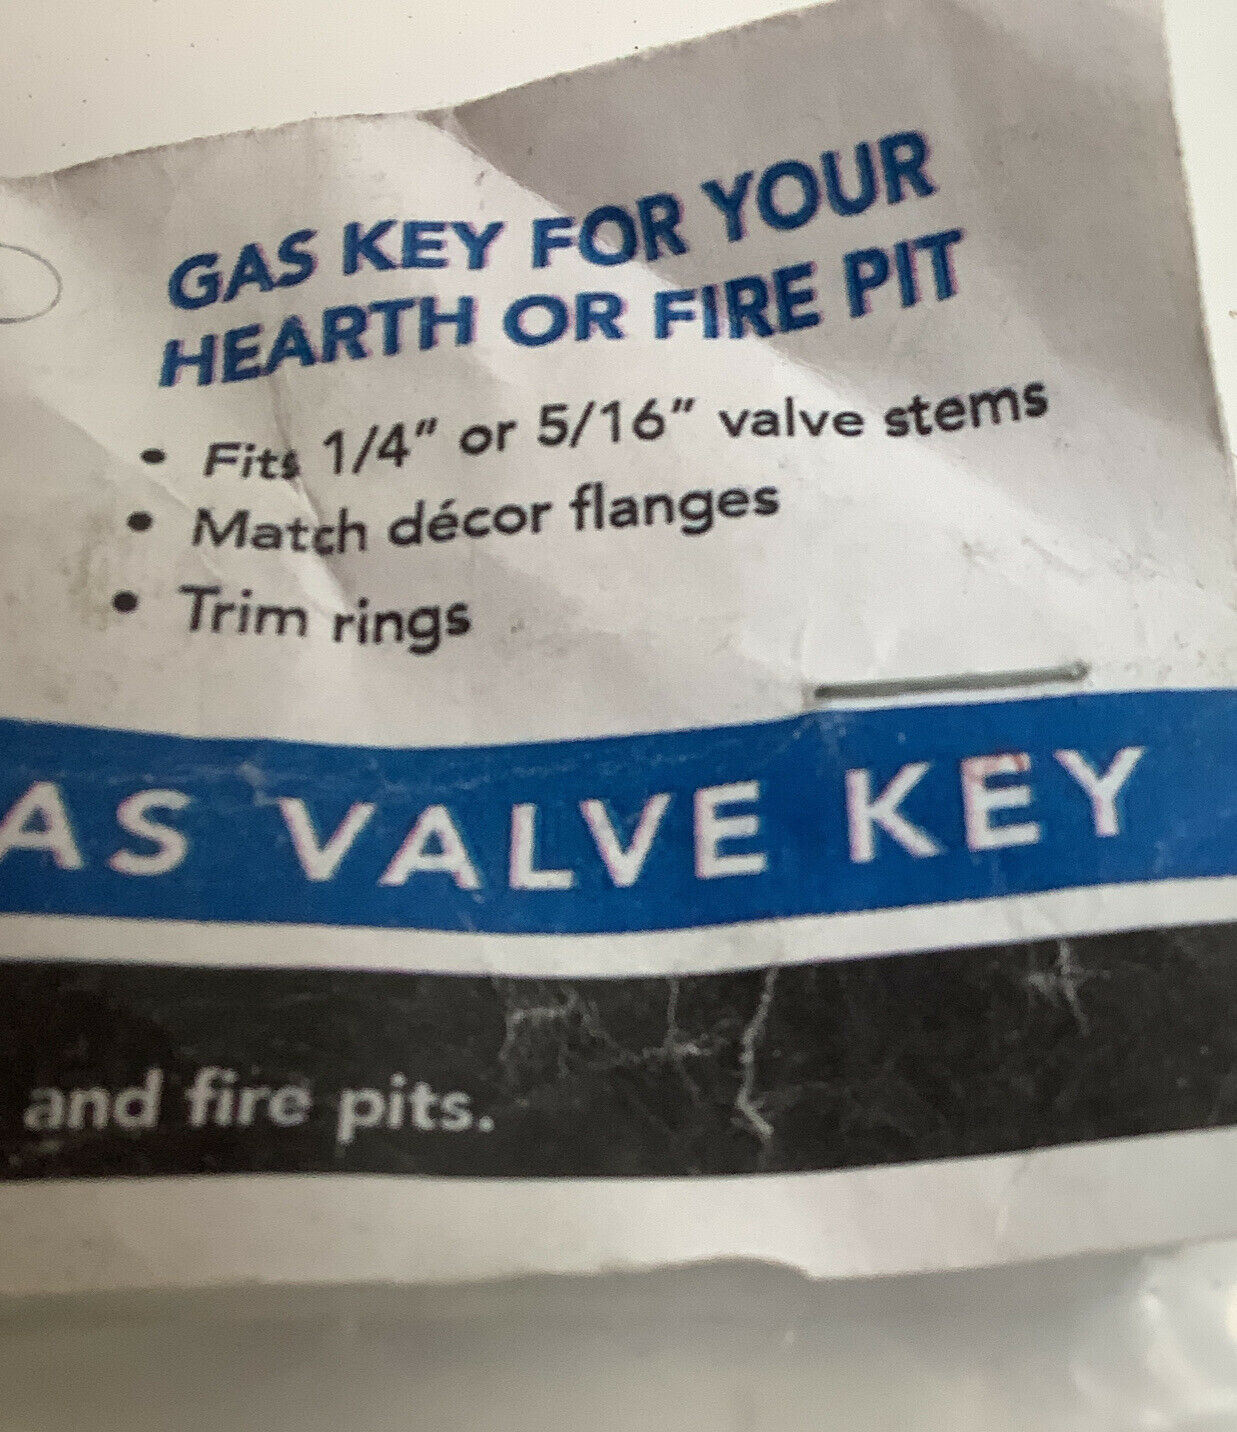 GAS KEY FOR YOUR
HEARTH OR FIRE PIT
• Fits 1/4" or 5/16" valve stems
• Match décor flanges
• Trim rings
AS VALVE KEY
and fire pits.